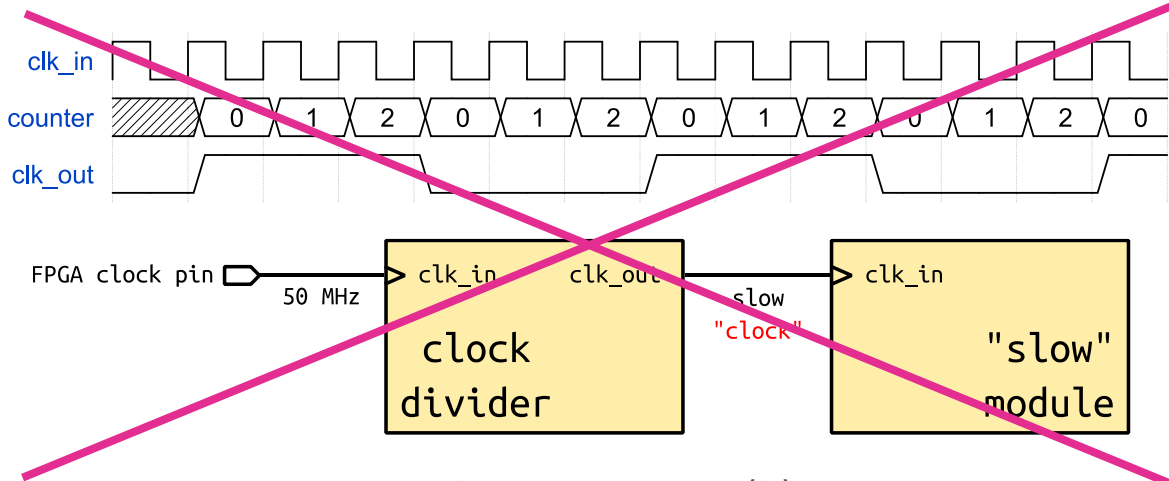 clk_in
counter 0 1 2 0 1 2 0 1 2 0 1 2 0
clk_out
FPGA clock pin
50 MHz
clk_in clk_out
clock
divider
slow
"clock"
clk_in
"slow"
module